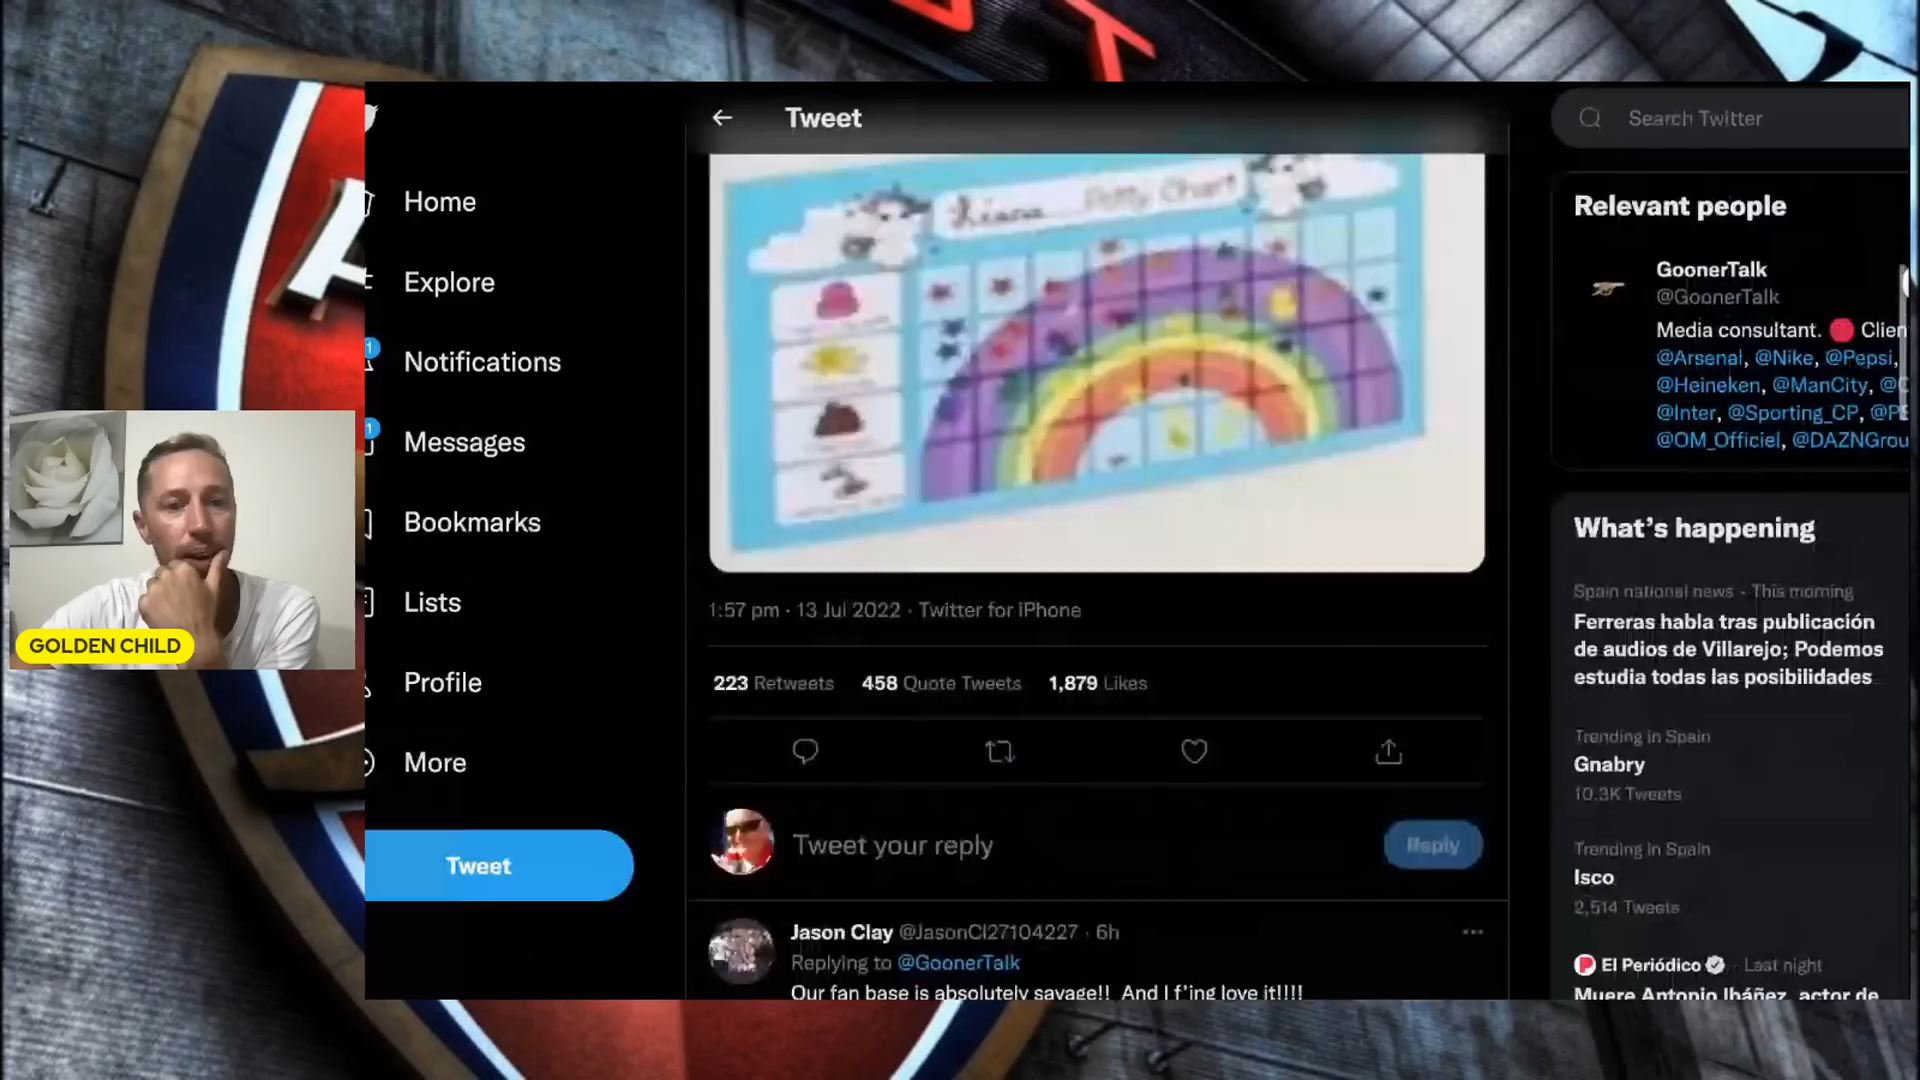 Tweet
Search Twitter
Home
Explore
1
Notifications
1
Messages
Bookmarks
Lists
Profile
More
Tweet
GOLDEN CHILD
Potty Chart
1:57 pm · 13 Jul 2022 · Twitter for iPhone
223 Retweets 458 Quote Tweets 1,879 Likes
Tweet your reply
Reply
Jason Clay @JasonCl27104227 · 6h
Replying to @GoonerTalk
Our fan base is absolutely savage!! And I f'ing love it!!!!
Relevant people
GoonerTalk
@GoonerTalk
Media consultant. Clien
@Arsenal, @Nike, @Pepsi,
@Heineken, @ManCity, @
@Inter, @Sporting_CP, @P
@OM_Officiel, @DAZNGrou
What's happening
Spain national news · This morning
Ferreras habla tras publicación
de audios de Villarejo; Podemos
estudia todas las posibilidades
Trending in Spain
Gnabry
10.3K Tweets
Trending in Spain
Isco
2,514 Tweets
El Periódico · Last night
Muere Antonio Ibáñez, actor de